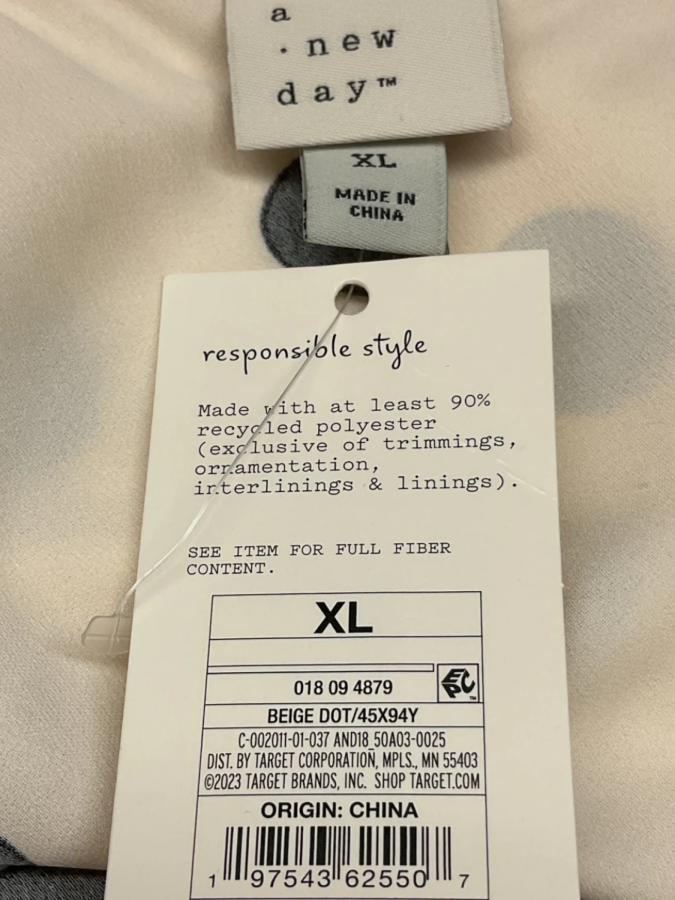 a
· new
day™
XL
MADE IN
CHINA
responsible style
Made with at least 90%
recycled polyester
(exclusive of trimmings,
ornamentation,
interlinings & linings).
SEE ITEM FOR FULL FIBER
CONTENT.
XL
018 09 4879
EPC™
BEIGE DOT/45X94Y
C-002011-01-037 AND18_50A03-0025
DIST. BY TARGET CORPORATION, MPLS., MN 55403
©2023 TARGET BRANDS, INC. SHOP TARGET.COM
ORIGIN: CHINA
1 97543 62550 7